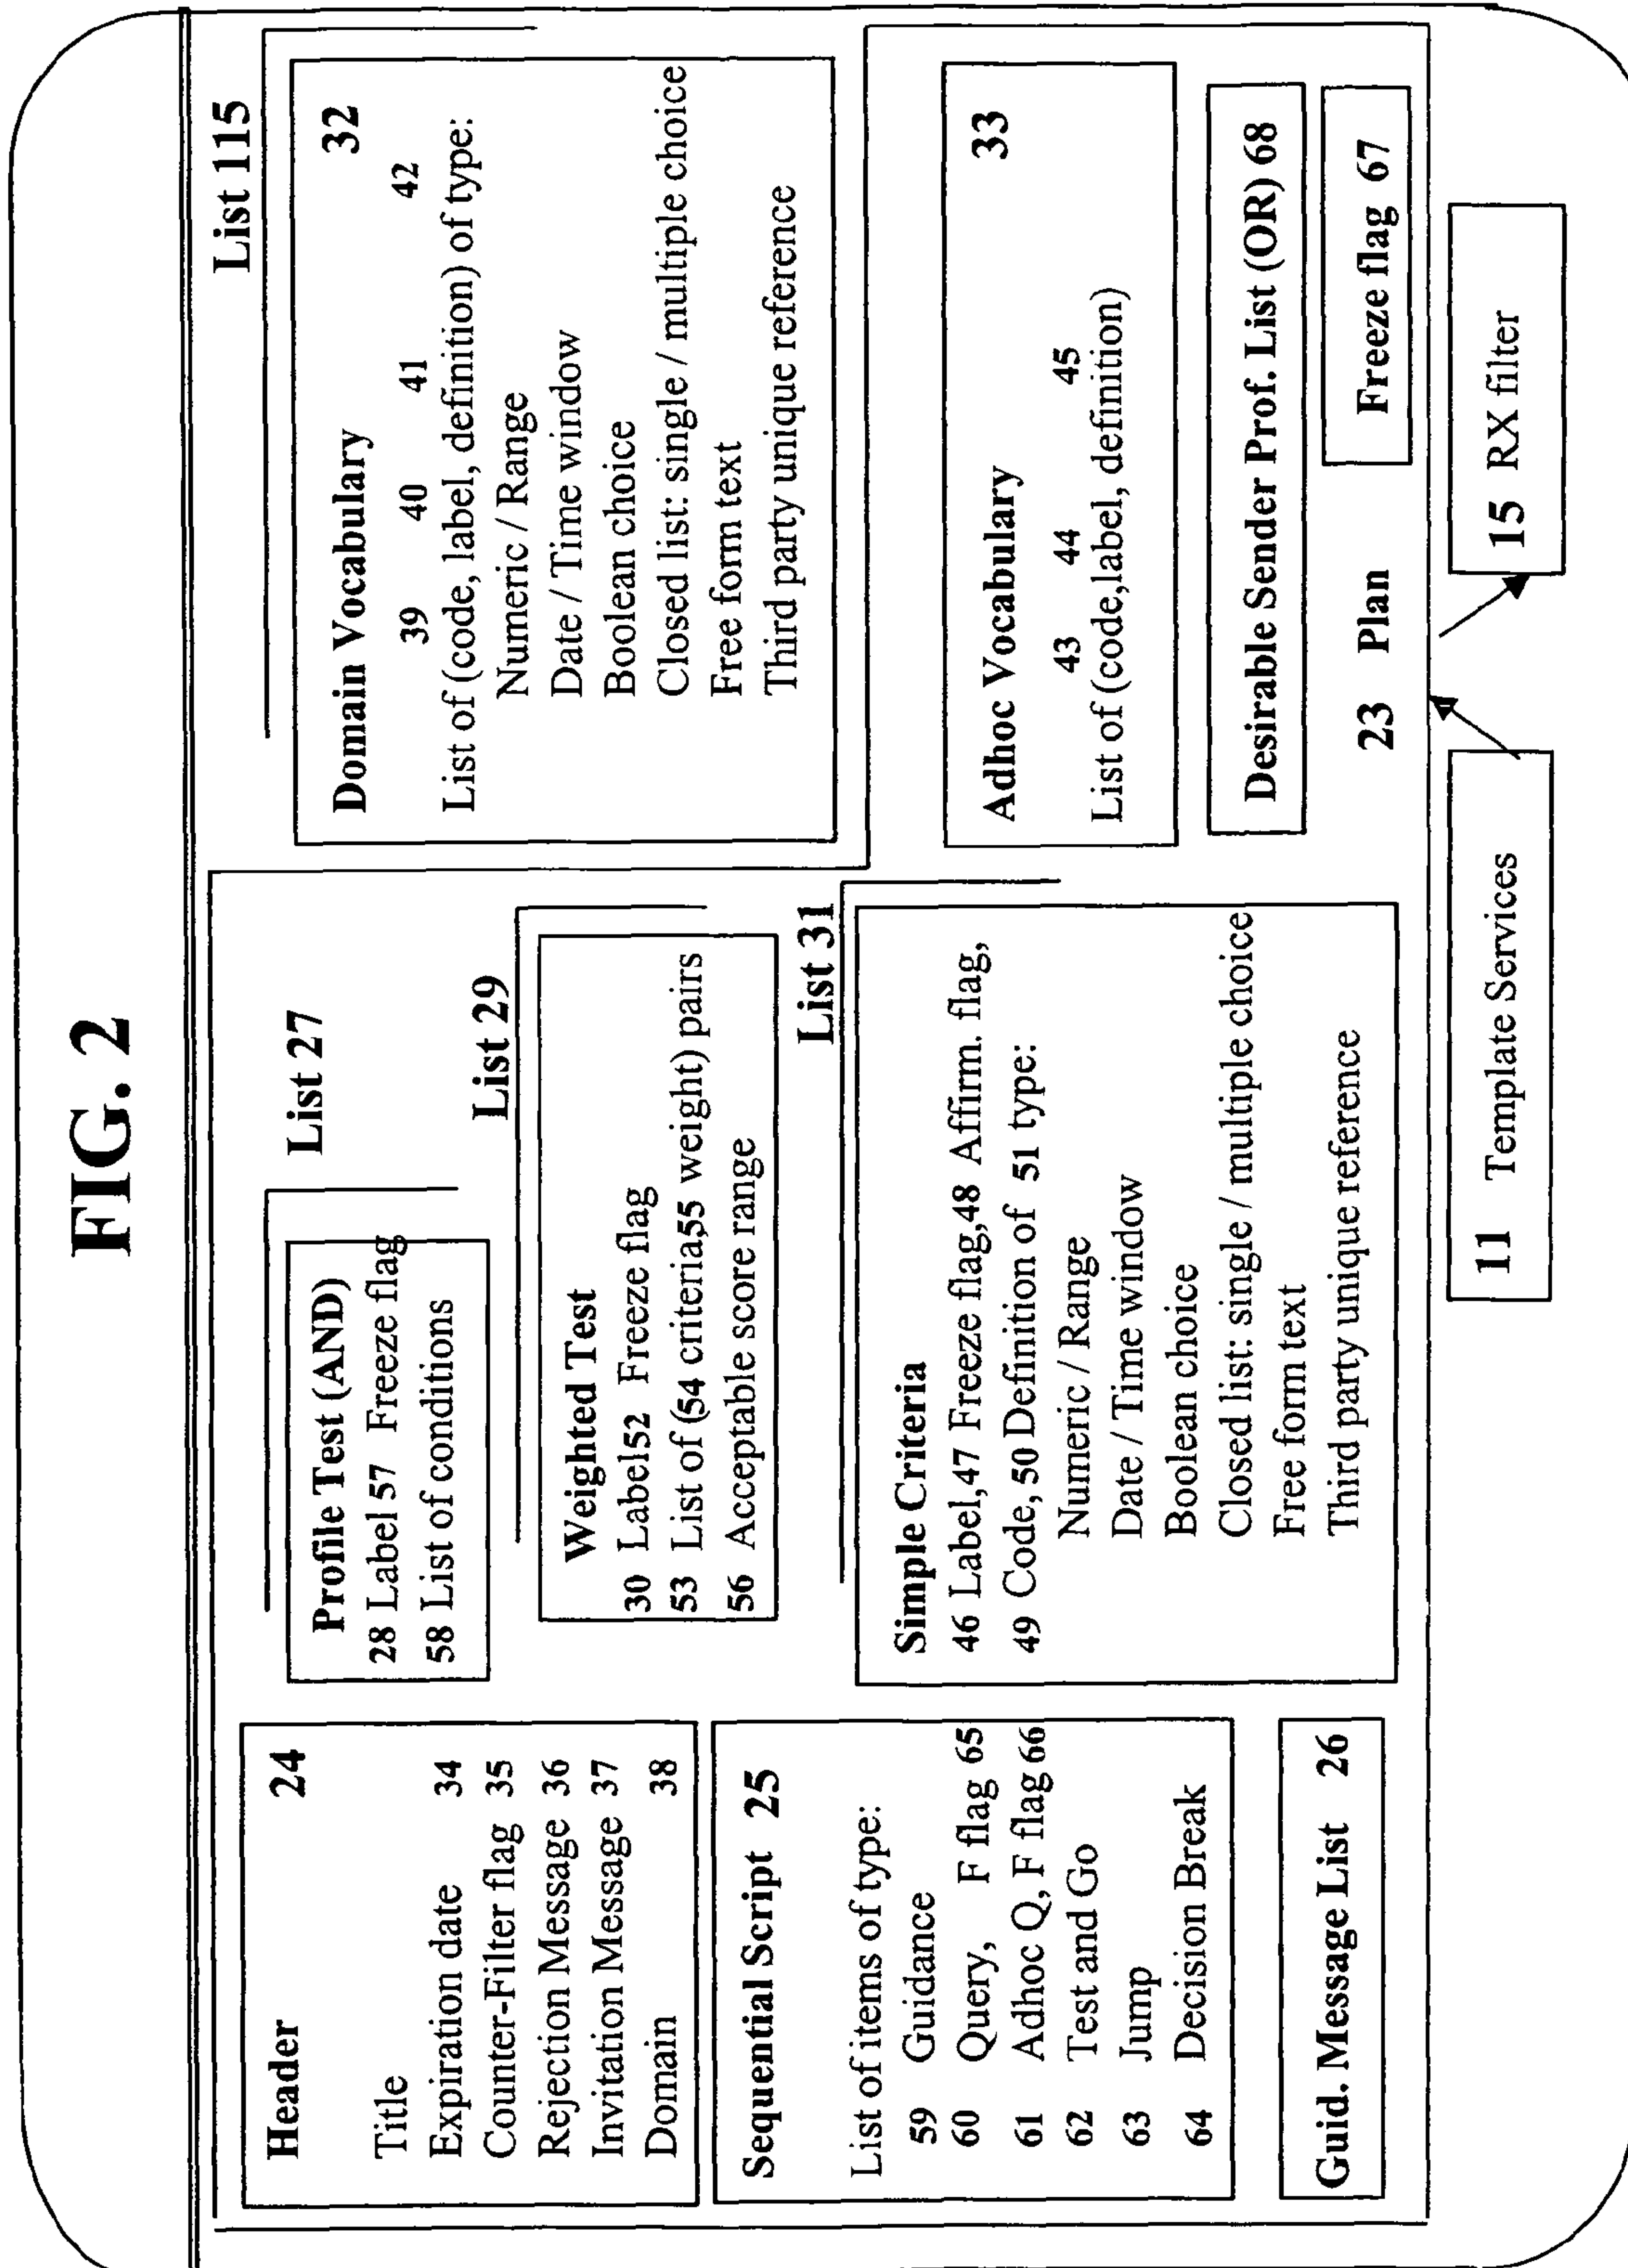 FIG. 2
Header 24
Title
Expiration date 34
Counter-Filter flag 35
Rejection Message 36
Invitation Message 37
Domain 38
Sequential Script 25
List of items of type:
59 Guidance
60 Query, F flag 65
61 Adhoc Q, F flag 66
62 Test and Go
63 Jump
64 Decision Break
Guid. Message List 26
List 27
Profile Test (AND)
28 Label 57 Freeze flag
58 List of conditions
List 29
Weighted Test
30 Label52 Freeze flag
53 List of (54 criteria,55 weight) pairs
56 Acceptable score range
List 31
Simple Criteria
46 Label,47 Freeze flag,48 Affirm. flag,
49 Code, 50 Definition of 51 type:
Numeric / Range
Date / Time window
Boolean choice
Closed list: single / multiple choice
Free form text
Third party unique reference
List 115
Domain Vocabulary 32
39 40 41 42
List of (code, label, definition) of type:
Numeric / Range
Date / Time window
Boolean choice
Closed list: single / multiple choice
Free form text
Third party unique reference
Adhoc Vocabulary 33
43 44 45
List of (code,label, definition)
Desirable Sender Prof. List (OR) 68
23 Plan
Freeze flag 67
11 Template Services
15 RX filter